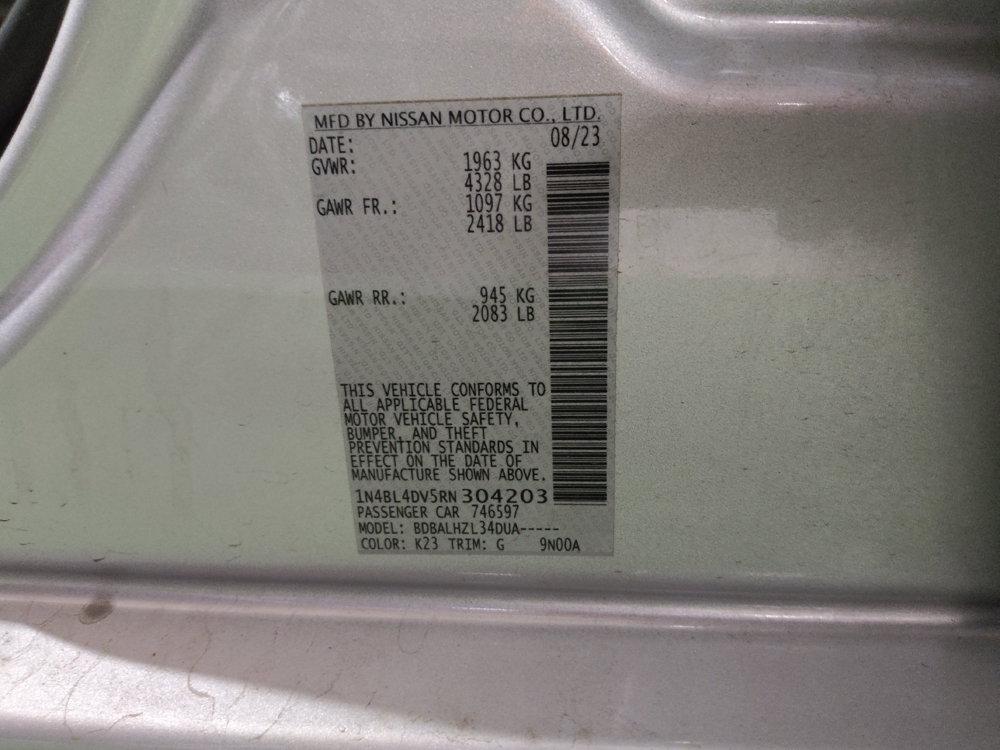 MFD BY NISSAN MOTOR CO., LTD.
DATE: 08/23
GVWR: 1963 KG
4328 LB
GAWR FR.: 1097 KG
2418 LB
GAWR RR.: 945 KG
2083 LB
THIS VEHICLE CONFORMS TO
ALL APPLICABLE FEDERAL
MOTOR VEHICLE SAFETY,
BUMPER, AND THEFT
PREVENTION STANDARDS IN
EFFECT ON THE DATE OF
MANUFACTURE SHOWN ABOVE.
1N4BL4DV5RN304203
PASSENGER CAR 746597
MODEL: BDBALHZL34DUA-----
COLOR: K23 TRIM: G 9N00A